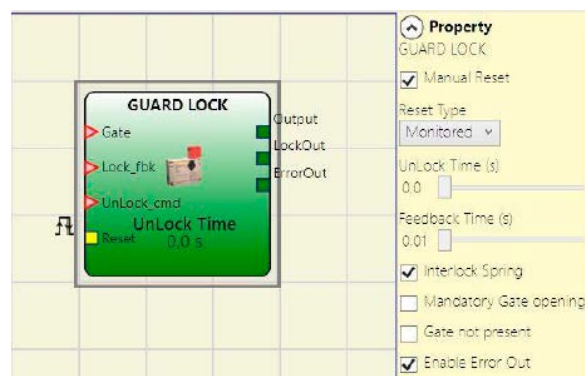 GUARD LOCK
Gate
Lock_fbk
UnLock_cmd
UnLock Time
Reset
0,0 s
Output
LockOut
ErrorOut
Property
GUARD LOCK
Manual Reset
Reset Type
Monitored
UnLock Time (s)
0.0
Feedback Time (s)
0.01
Interlock Spring
Mandatory Gate opening
Gate not present
Enable Error Out